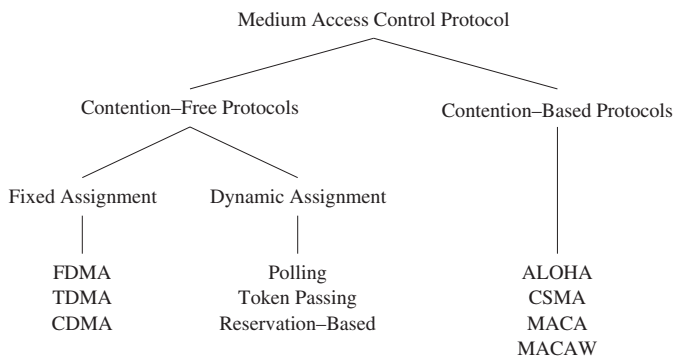 Medium Access Control Protocol
Contention–Free Protocols
Contention–Based Protocols
Fixed Assignment
Dynamic Assignment
FDMA
TDMA
CDMA
Polling
Token Passing
Reservation–Based
ALOHA
CSMA
MACA
MACAW